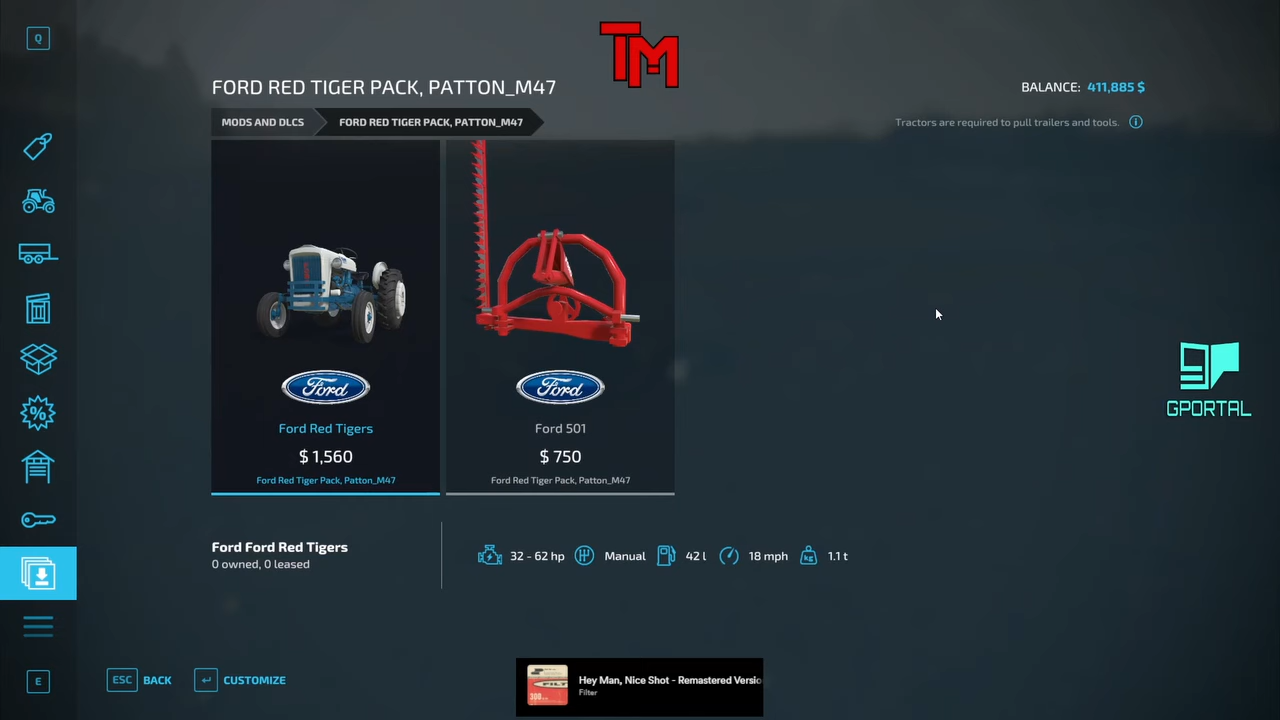 Q
TM
FORD RED TIGER PACK, PATTON_M47
BALANCE: 411,885 $
MODS AND DLCS
FORD RED TIGER PACK, PATTON_M47
Tractors are required to pull trailers and tools.
Ford
Ford
Ford Red Tigers
Ford 501
$ 1,560
$ 750
Ford Red Tiger Pack, Patton_M47
Ford Red Tiger Pack, Patton_M47
GPORTAL
Ford Ford Red Tigers
0 owned, 0 leased
32 - 62 hp
Manual
42 l
18 mph
kg
1.1 t
E
ESC BACK
CUSTOMIZE
Hey Man, Nice Shot - Remastered Versio
Filter